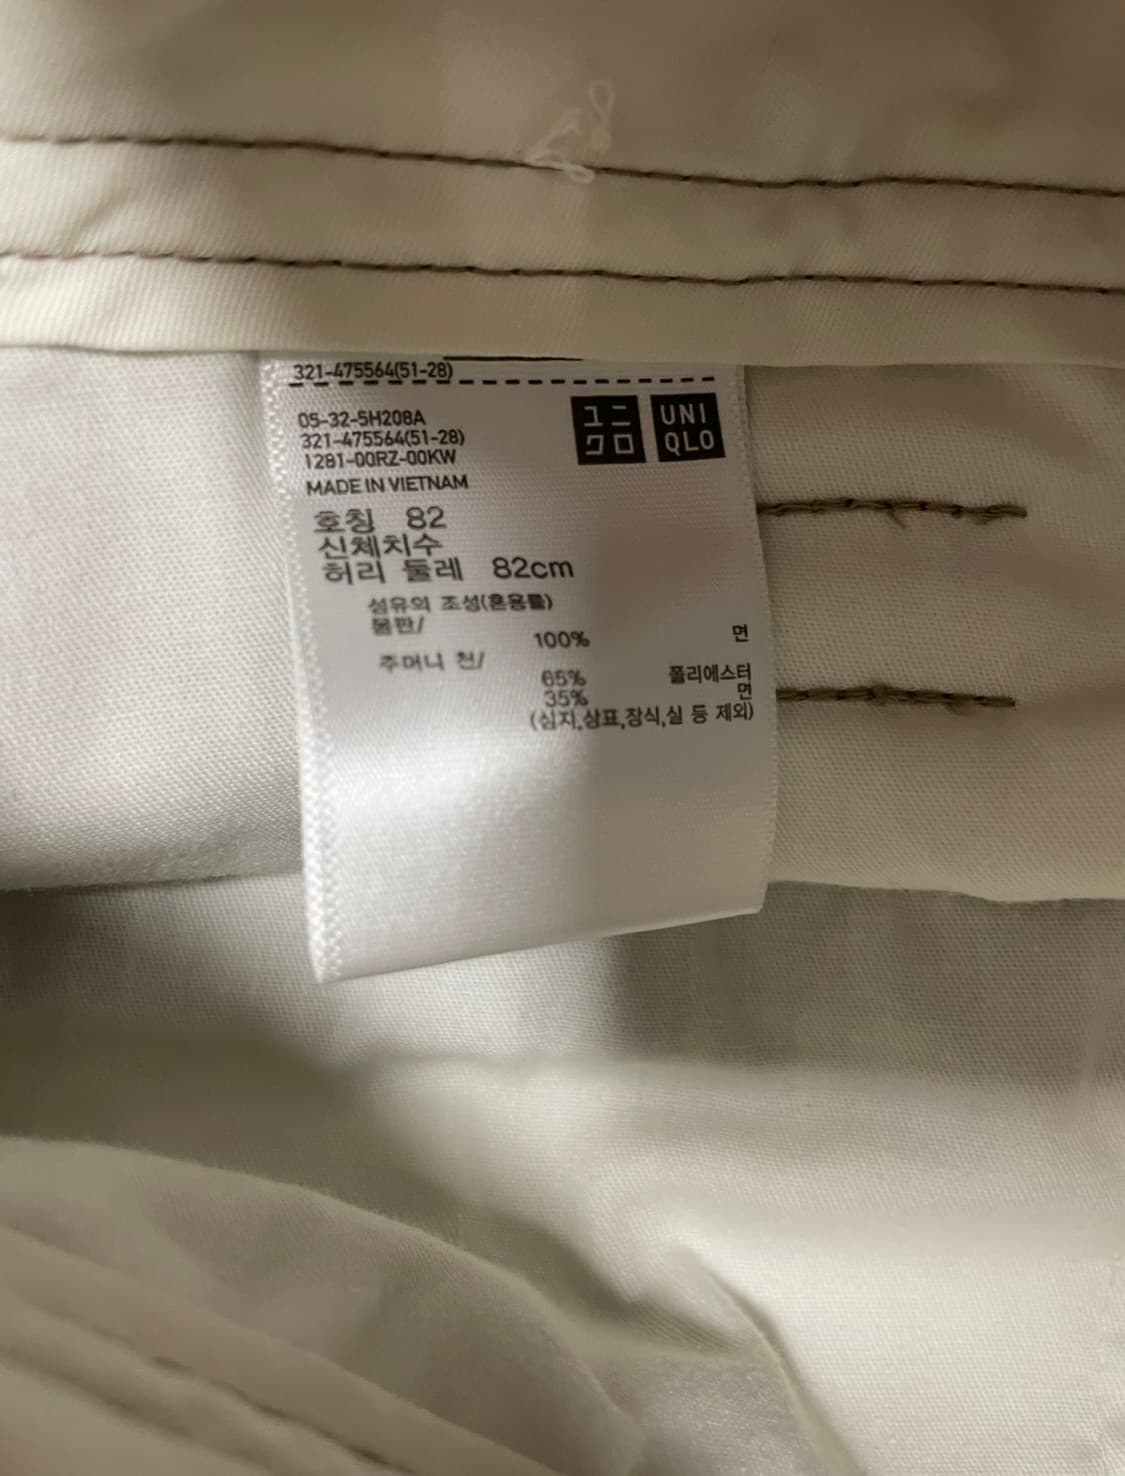 321-475564(51-28)
05-32-5H208A
321-475564(51-28)
1281-00RZ-00KW
MADE IN VIETNAM
ユニ
クロ
UNI
QLO
호칭 82
신체치수
허리 둘레 82cm
섬유의 조성(혼용률)
몸판/
100% 면
주머니 천/
65% 폴리에스터
35% 면
(심지,상표,장식,실 등 제외)